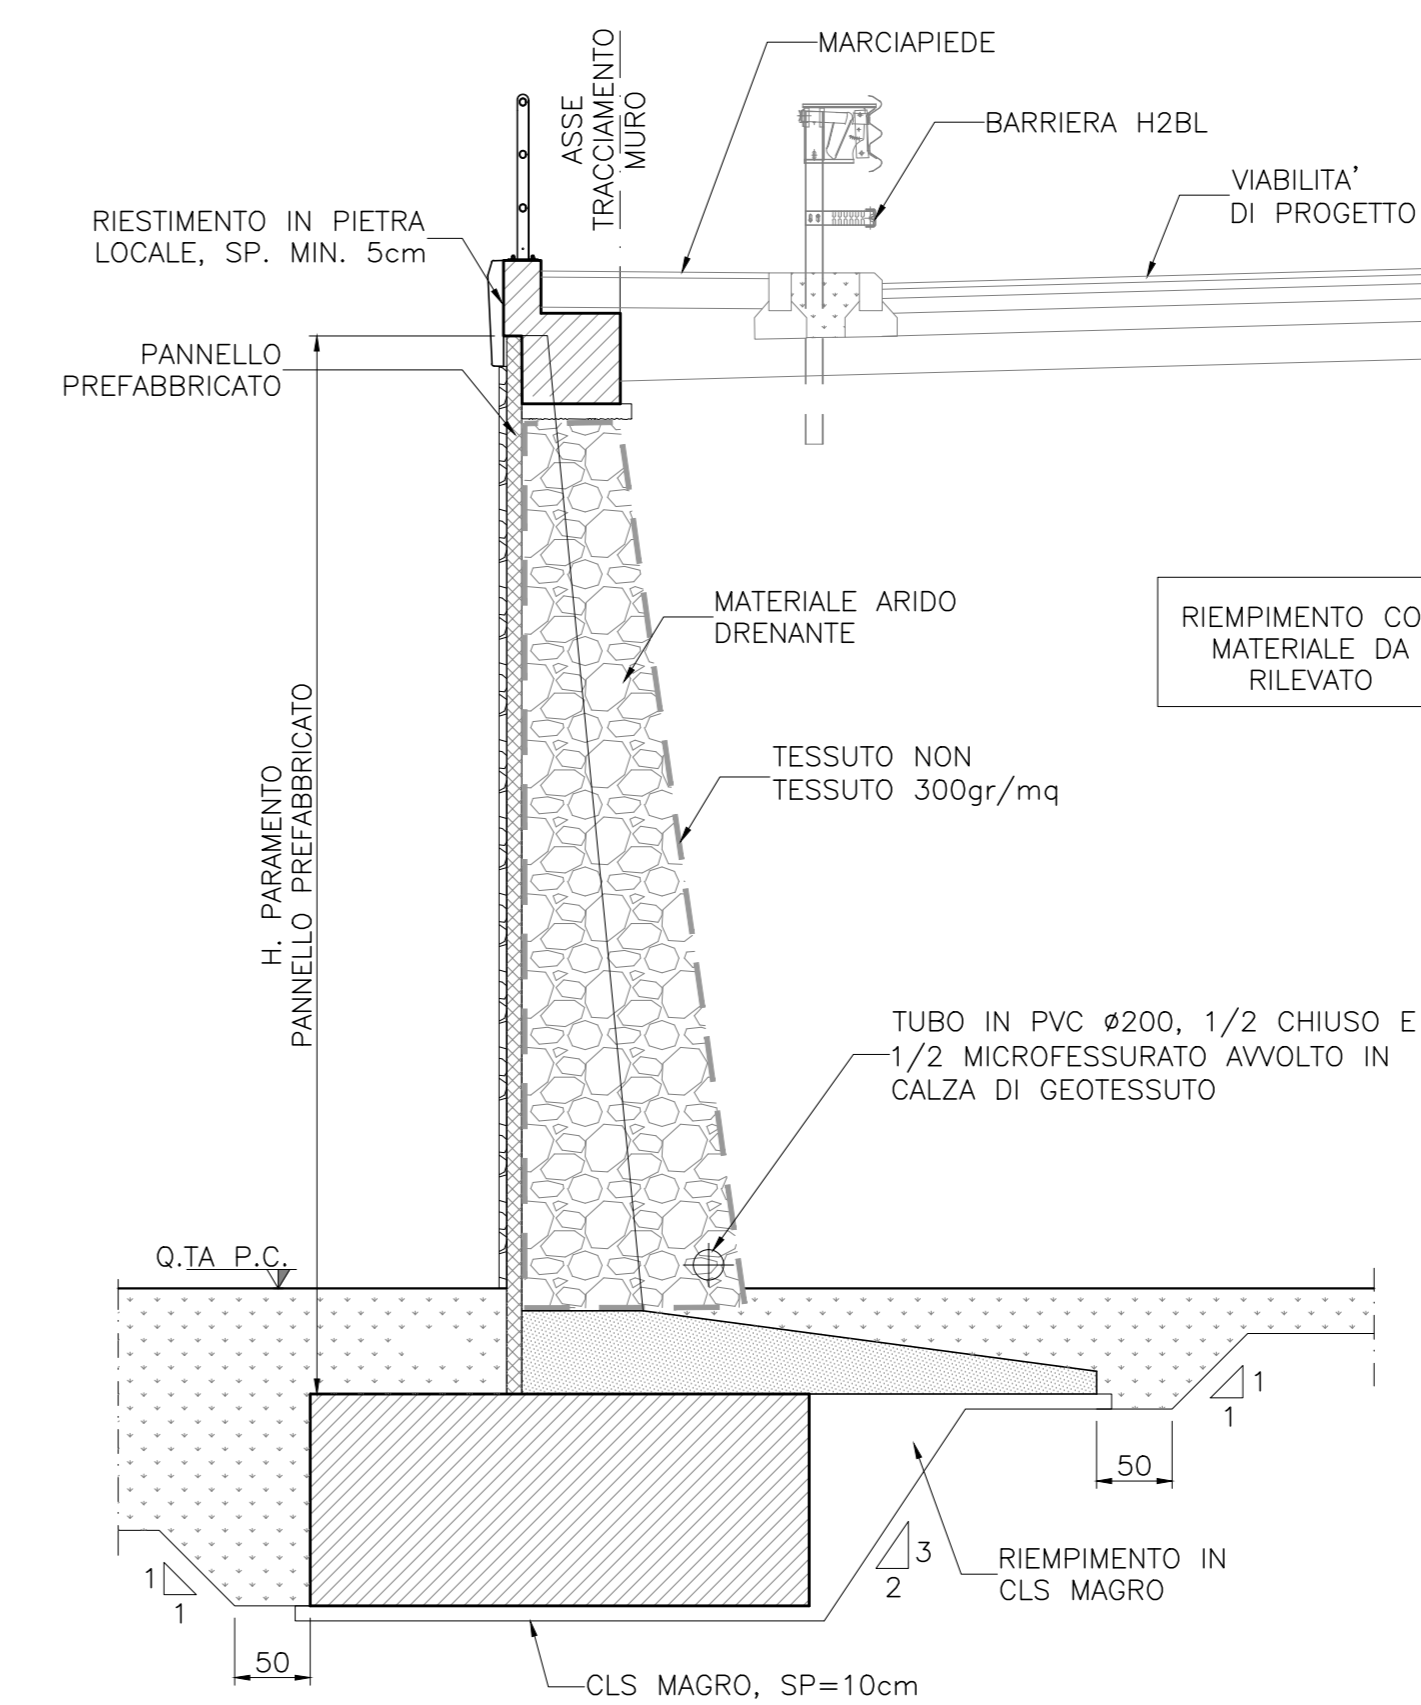 MARCIAPIEDE
ASSE
TRACCIAMENTO
MURO
BARRIERA H2BL
VIABILITA'
DI PROGETTO
RIESTIMENTO IN PIETRA
LOCALE, SP. MIN. 5cm
PANNELLO
PREFABBRICATO
MATERIALE ARIDO
DRENANTE
RIEMPIMENTO CO
MATERIALE DA
RILEVATO
H. PARAMENTO
PANNELLO PREFABBRICATO
TESSUTO NON
TESSUTO 300gr/mq
TUBO IN PVC ø200, 1/2 CHIUSO E
1/2 MICROFESSURATO AVVOLTO IN
CALZA DI GEOTESSUTO
Q.TA P.C.
1
1
50
3
2
RIEMPIMENTO IN
CLS MAGRO
1
1
50
CLS MAGRO, SP=10cm